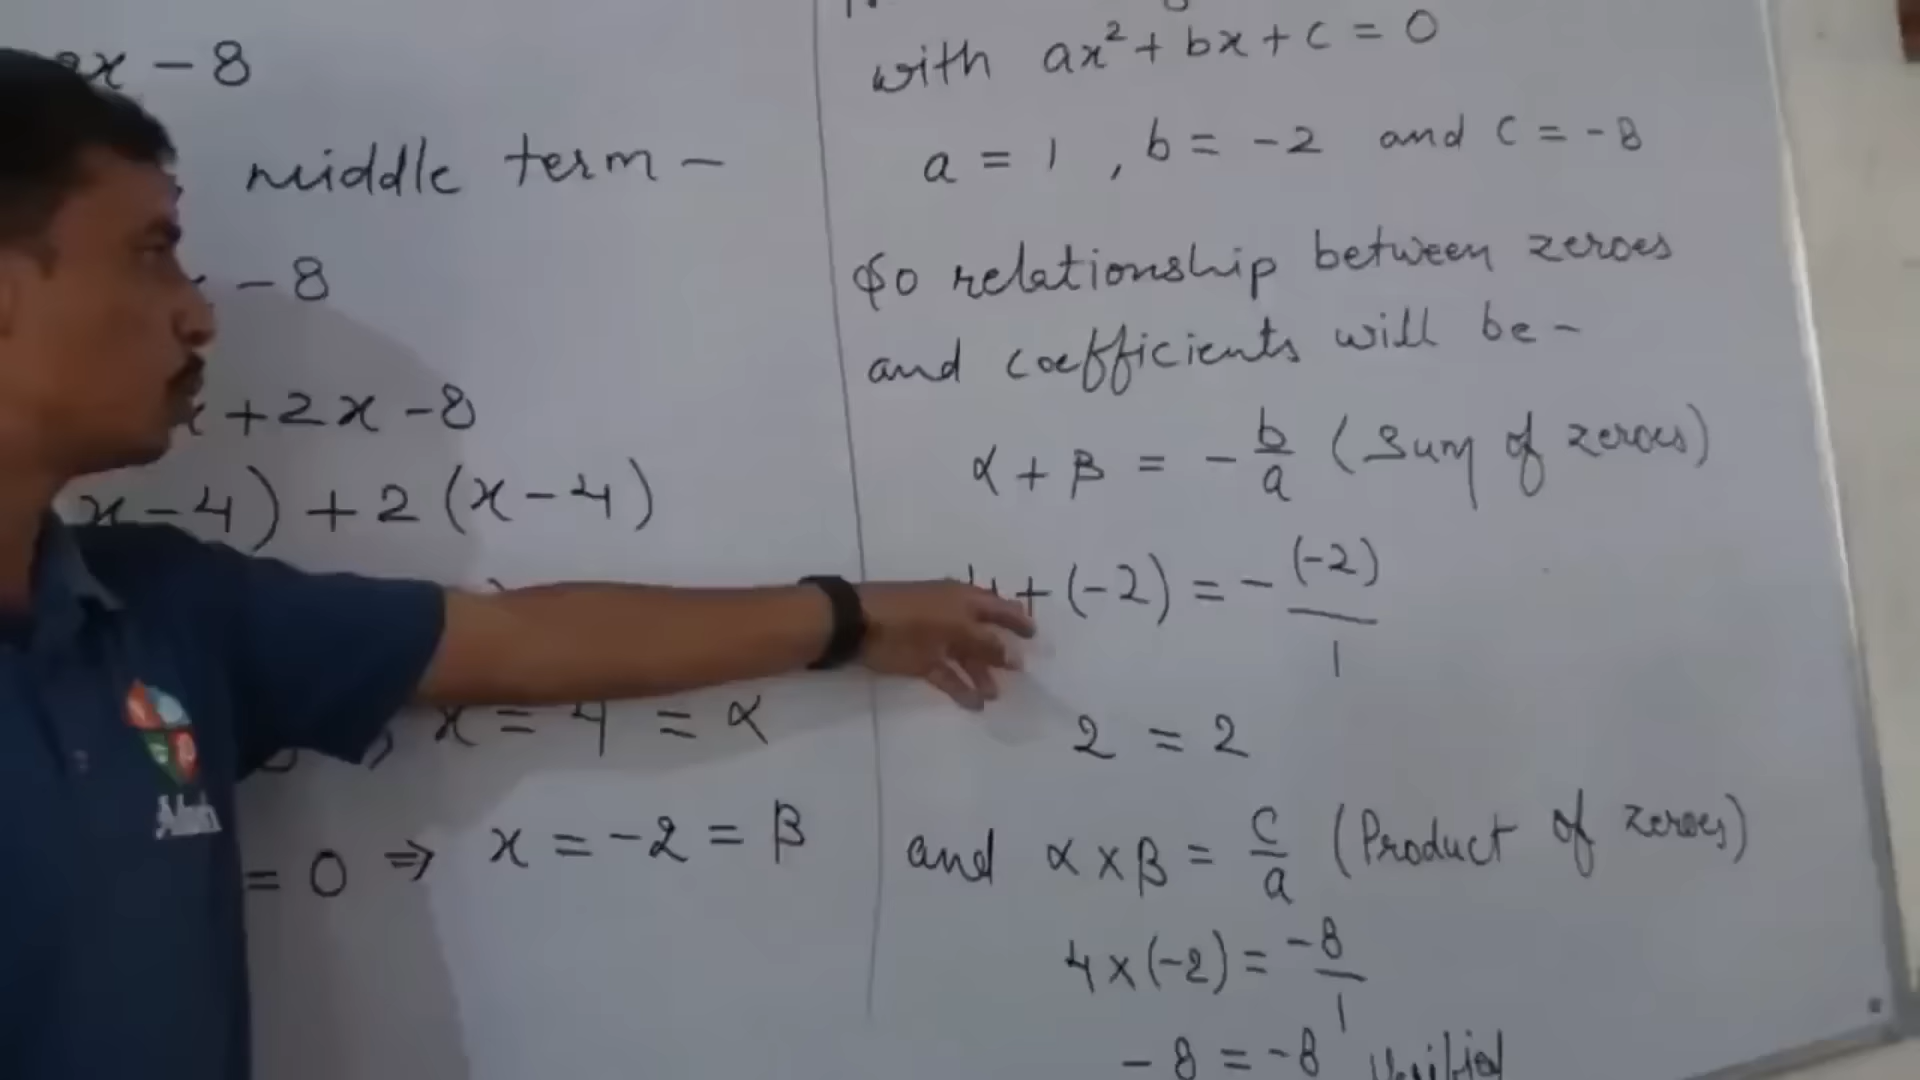 x - 8
middle term -
- 8
+ 2x - 8
x - 4) + 2 (x - 4)
x = 4 = α
= 0 ⇒ x = -2 = β
with ax² + bx + c = 0
a = 1 , b = -2 and c = -8
So relationship between zeroes
and coefficients will be -
α + β = - b/a (Sum of zeroes)
+ (-2) = - (-2)/1
2 = 2
and α × β = c/a (Product of zeroes)
4 × (-2) = -8/1
- 8 = -8 Verified